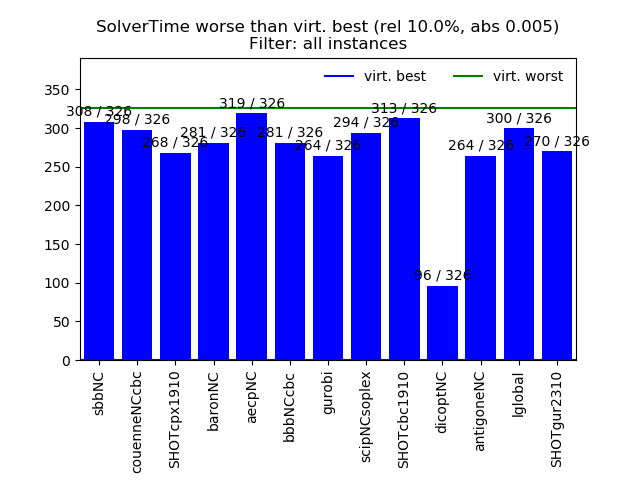 SolverTime worse than virt. best (rel 10.0%, abs 0.005)
Filter: all instances
virt. best
virt. worst
350
300
250
200
150
100
50
0
308 / 326
298 / 326
268 / 326
281 / 326
319 / 326
281 / 326
264 / 326
294 / 326
313 / 326
96 / 326
264 / 326
300 / 326
270 / 326
sbbNC
couenneNCcbc
SHOTcpx1910
baronNC
aecpNC
bbbNCcbc
gurobi
scipNCsoplex
SHOTcbc1910
dicoptNC
antigoneNC
lglobal
SHOTgur2310